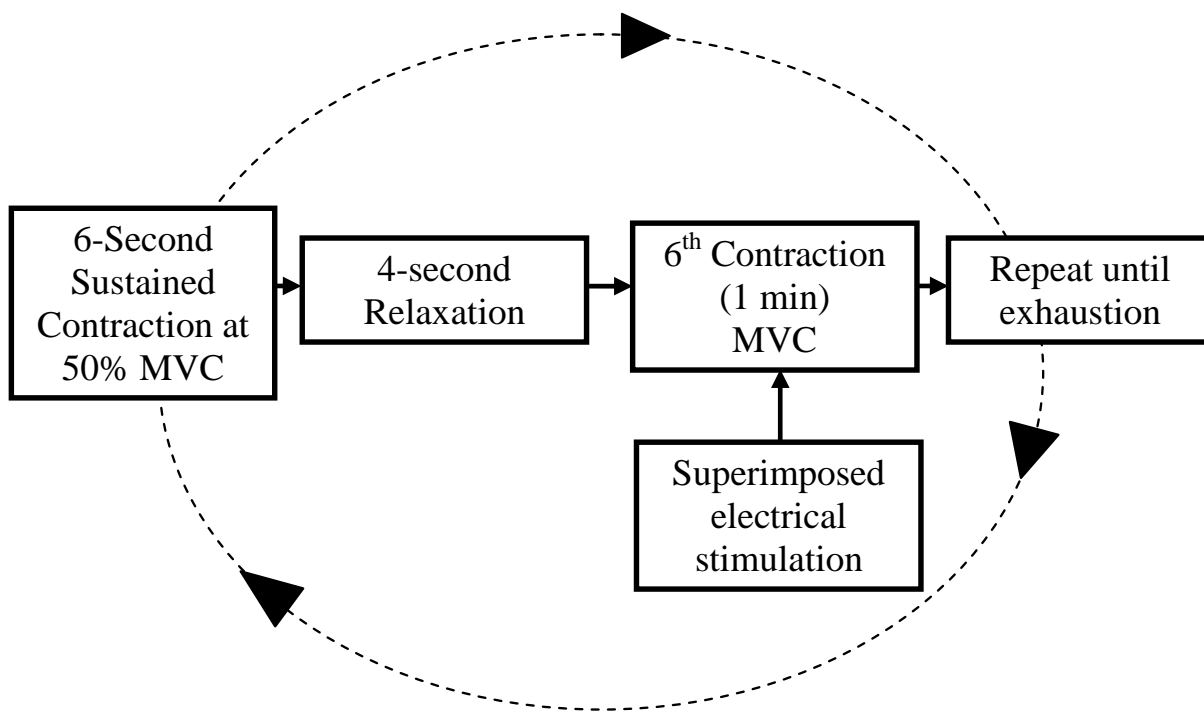 6-Second
Sustained
Contraction at
50% MVC
4-second
Relaxation
6th Contraction
(1 min)
MVC
Repeat until
exhaustion
Superimposed
electrical
stimulation